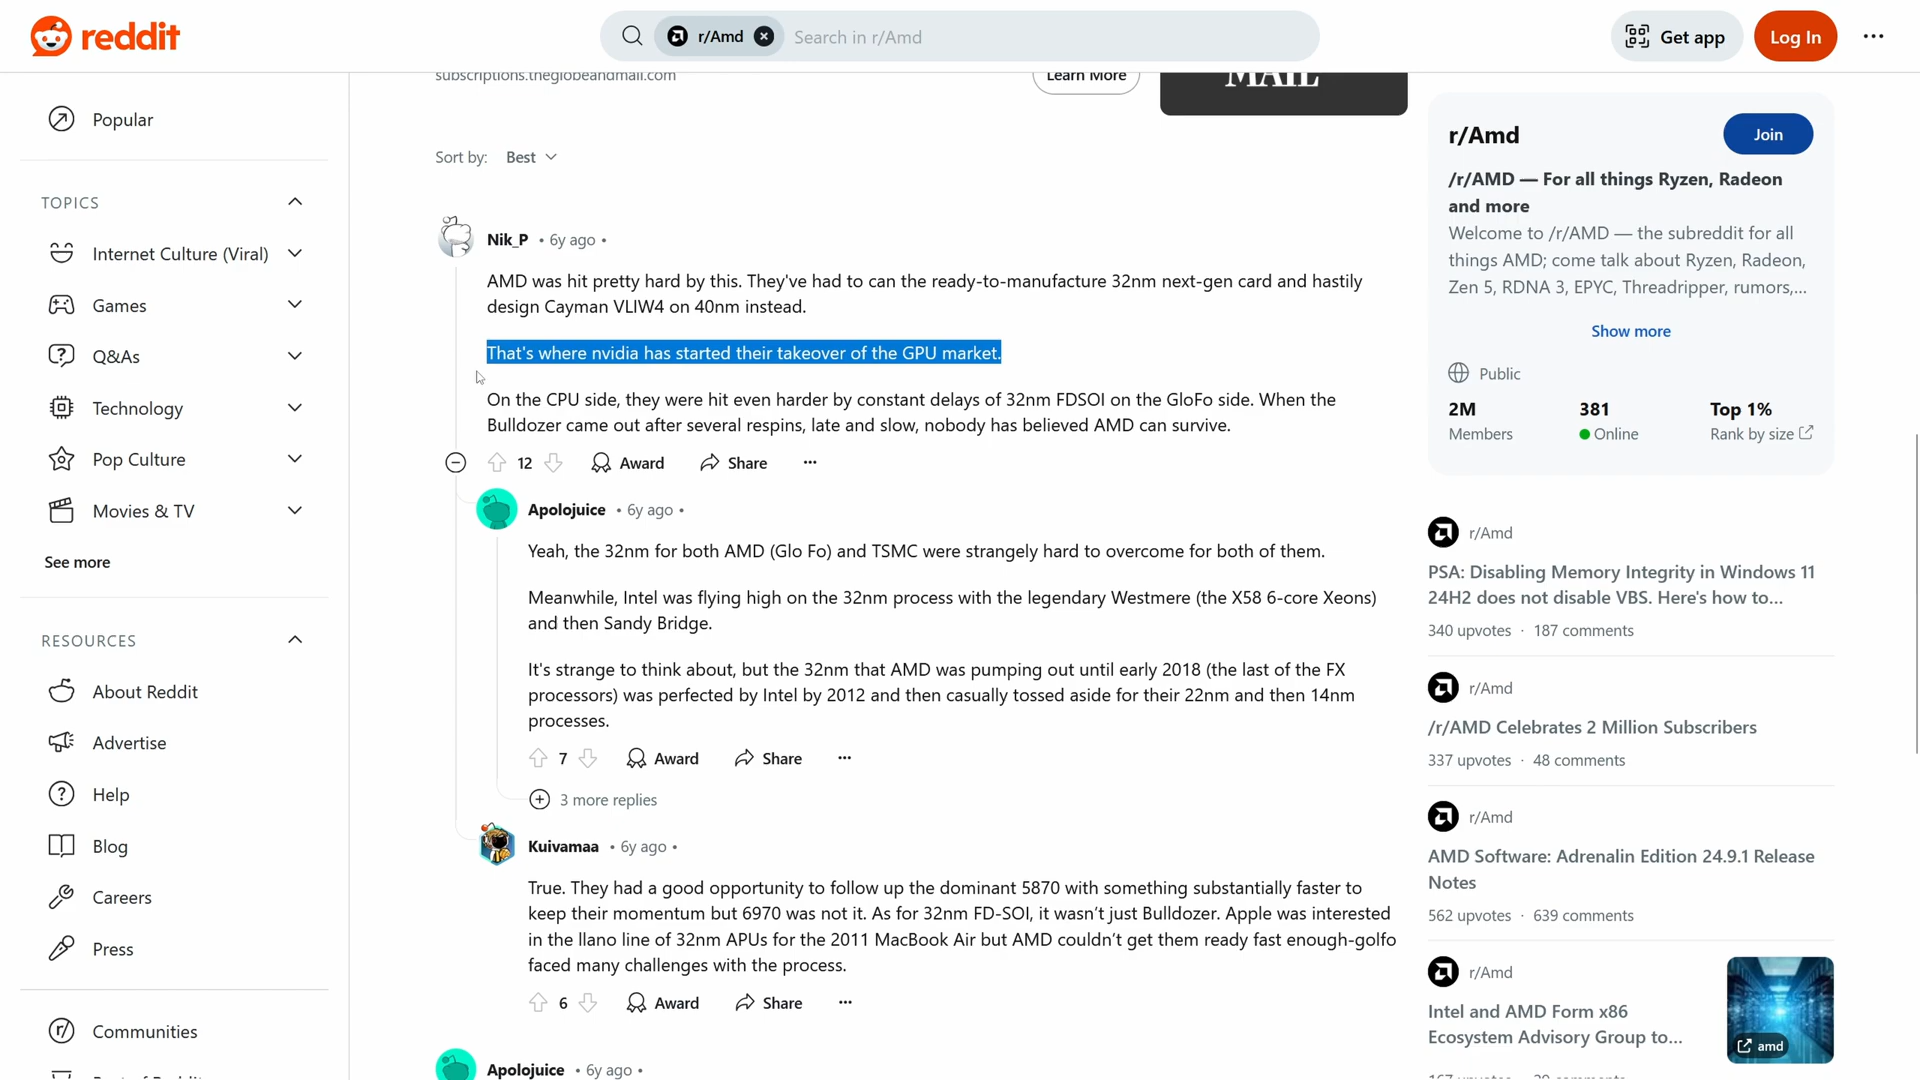 reddit
r/Amd
Search in r/Amd
Get app
Log In
subscriptions.theglobeandmail.com
Learn More
MAIL
Popular
TOPICS
Internet Culture (Viral)
Games
Q&As
Technology
Pop Culture
Movies & TV
See more
RESOURCES
About Reddit
Advertise
Help
Blog
Careers
Press
Communities
Sort by: Best
Nik_P • 6y ago •
AMD was hit pretty hard by this. They've had to can the ready-to-manufacture 32nm next-gen card and hastily
design Cayman VLIW4 on 40nm instead.
That's where nvidia has started their takeover of the GPU market.
On the CPU side, they were hit even harder by constant delays of 32nm FDSOI on the GloFo side. When the
Bulldozer came out after several respins, late and slow, nobody has believed AMD can survive.
12 Award Share
Apolojuice • 6y ago •
Yeah, the 32nm for both AMD (Glo Fo) and TSMC were strangely hard to overcome for both of them.
Meanwhile, Intel was flying high on the 32nm process with the legendary Westmere (the X58 6-core Xeons)
and then Sandy Bridge.
It's strange to think about, but the 32nm that AMD was pumping out until early 2018 (the last of the FX
processors) was perfected by Intel by 2012 and then casually tossed aside for their 22nm and then 14nm
processes.
7 Award Share
3 more replies
Kuivamaa • 6y ago •
True. They had a good opportunity to follow up the dominant 5870 with something substantially faster to
keep their momentum but 6970 was not it. As for 32nm FD-SOI, it wasn’t just Bulldozer. Apple was interested
in the llano line of 32nm APUs for the 2011 MacBook Air but AMD couldn’t get them ready fast enough-golfo
faced many challenges with the process.
6 Award Share
Apolojuice • 6y ago •
r/Amd
Join
/r/AMD — For all things Ryzen, Radeon
and more
Welcome to /r/AMD — the subreddit for all
things AMD; come talk about Ryzen, Radeon,
Zen 5, RDNA 3, EPYC, Threadripper, rumors,...
Show more
Public
2M 381 Top 1%
Members Online Rank by size
r/Amd
PSA: Disabling Memory Integrity in Windows 11
24H2 does not disable VBS. Here's how to...
340 upvotes · 187 comments
r/Amd
/r/AMD Celebrates 2 Million Subscribers
337 upvotes · 48 comments
r/Amd
AMD Software: Adrenalin Edition 24.9.1 Release
Notes
562 upvotes · 639 comments
r/Amd
Intel and AMD Form x86
Ecosystem Advisory Group to...
amd